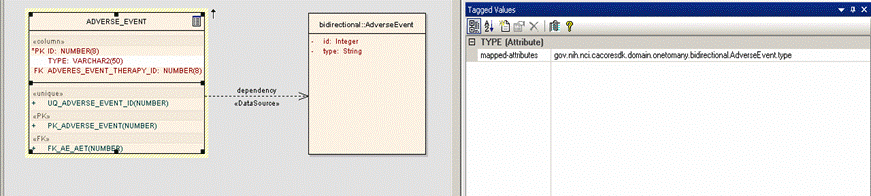 ADVERSE_EVENT
«column»
*PK ID: NUMBER(8)
TYPE: VARCHAR2(50)
FK ADVERES_EVENT_THERAPY_ID: NUMBER(8)
«unique»
+ UQ_ADVERSE_EVENT_ID(NUMBER)
«PK»
+ PK_ADVERSE_EVENT(NUMBER)
«FK»
+ FK_AE_AET(NUMBER)
dependency
«DataSource»
bidirectional::AdverseEvent
- id: Integer
- type: String
Tagged Values
TYPE (Attribute)
mapped-attributes gov.nih.nci.cacoresdk.domain.onetomany.bidirectional.AdverseEvent.type